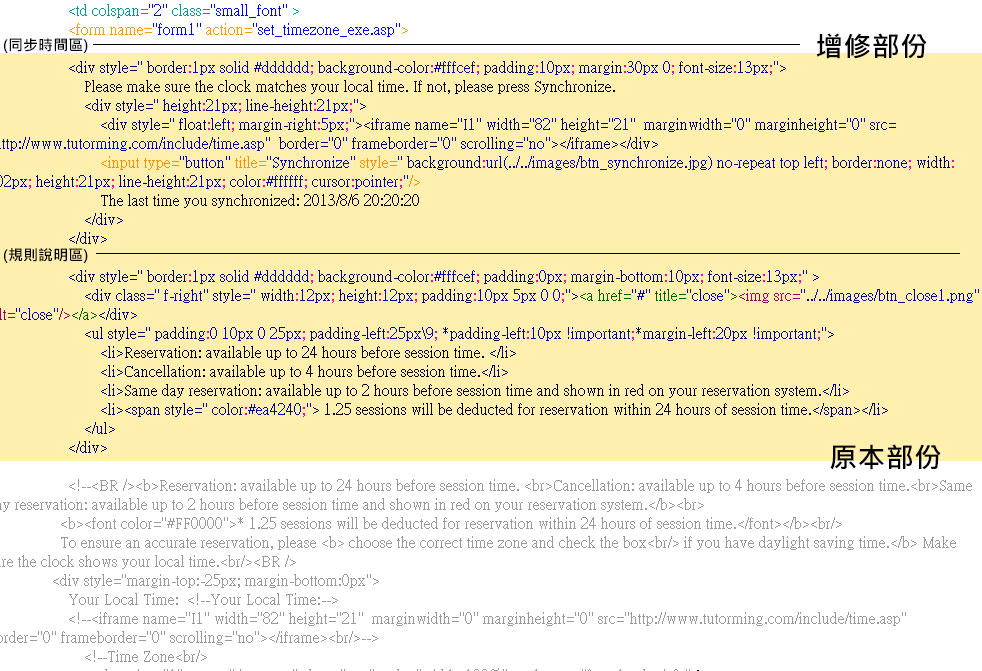 <td colspan="2" class="small_font" >
<form name="form1" action="set_timezone_exe.asp">
(同步時間區)
增修部份
<div style=" border:1px solid #dddddd; background-color:#fffcef; padding:10px; margin:30px 0; font-size:13px;">
Please make sure the clock matches your local time. If not, please press Synchronize.
<div style=" height:21px; line-height:21px;">
<div style=" float:left; margin-right:5px;"><iframe name="I1" width="82" height="21" marginwidth="0" marginheight="0" src=
ttp://www.tutorming.com/include/time.asp" border="0" frameborder="0" scrolling="no"></iframe></div>
<input type="button" title="Synchronize" style=" background:url(../../images/btn_synchronize.jpg) no-repeat top left; border:none; width:
02px; height:21px; line-height:21px; color:#ffffff; cursor:pointer;"/>
The last time you synchronized: 2013/8/6 20:20:20
</div>
</div>
(規則說明區)
<div style=" border:1px solid #dddddd; background-color:#fffcef; padding:0px; margin-bottom:10px; font-size:13px;" >
<div class=" f-right" style=" width:12px; height:12px; padding:10px 5px 0 0;"><a href="#" title="close"><img src="../../images/btn_close1.png"
lt="close"/></a></div>
<ul style=" padding:0 10px 0 25px; padding-left:25px\9; *padding-left:10px !important;*margin-left:20px !important;">
<li>Reservation: available up to 24 hours before session time. </li>
<li>Cancellation: available up to 4 hours before session time.</li>
<li>Same day reservation: available up to 2 hours before session time and shown in red on your reservation system.</li>
<li><span style=" color:#ea4240;"> 1.25 sessions will be deducted for reservation within 24 hours of session time.</span></li>
</ul>
</div>
原本部份
<!--<BR /><b>Reservation: available up to 24 hours before session time. <br>Cancellation: available up to 4 hours before session time.<br>Same
ay reservation: available up to 2 hours before session time and shown in red on your reservation system.</b><br>
<b><font color="#FF0000">* 1.25 sessions will be deducted for reservation within 24 hours of session time.</font></b><br/>
To ensure an accurate reservation, please <b> choose the correct time zone and check the box<br/> if you have daylight saving time.</b> Make
re the clock shows your local time.<br/><BR />
<div style="margin-top:-25px; margin-bottom:0px">
Your Local Time: <!--Your Local Time:-->
<!--<iframe name="I1" width="82" height="21" marginwidth="0" marginheight="0" src="http://www.tutorming.com/include/time.asp"
order="0" frameborder="0" scrolling="no"></iframe><br/>-->
<!--Time Zone<br/>